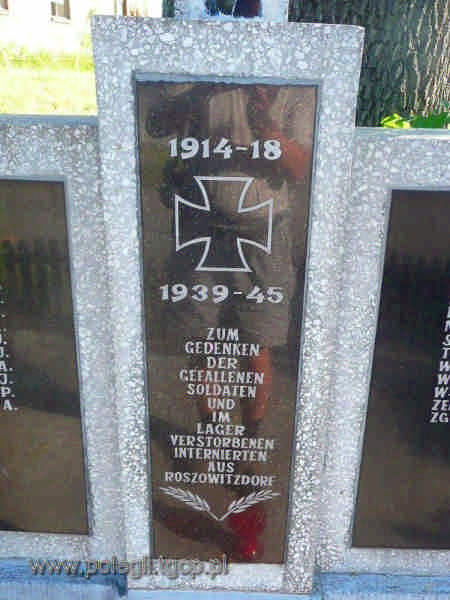 1914-18
1939-45
ZUM
GEDENKEN
DER
GEFALLENEN
SOLDATEN
UND
IM
LAGER
VERSTORBENEN
INTERNIERTEN
AUS
ROSZOWITZDORF
J.
A.
J.
P.
A.
www.polegli.tgcp.pl